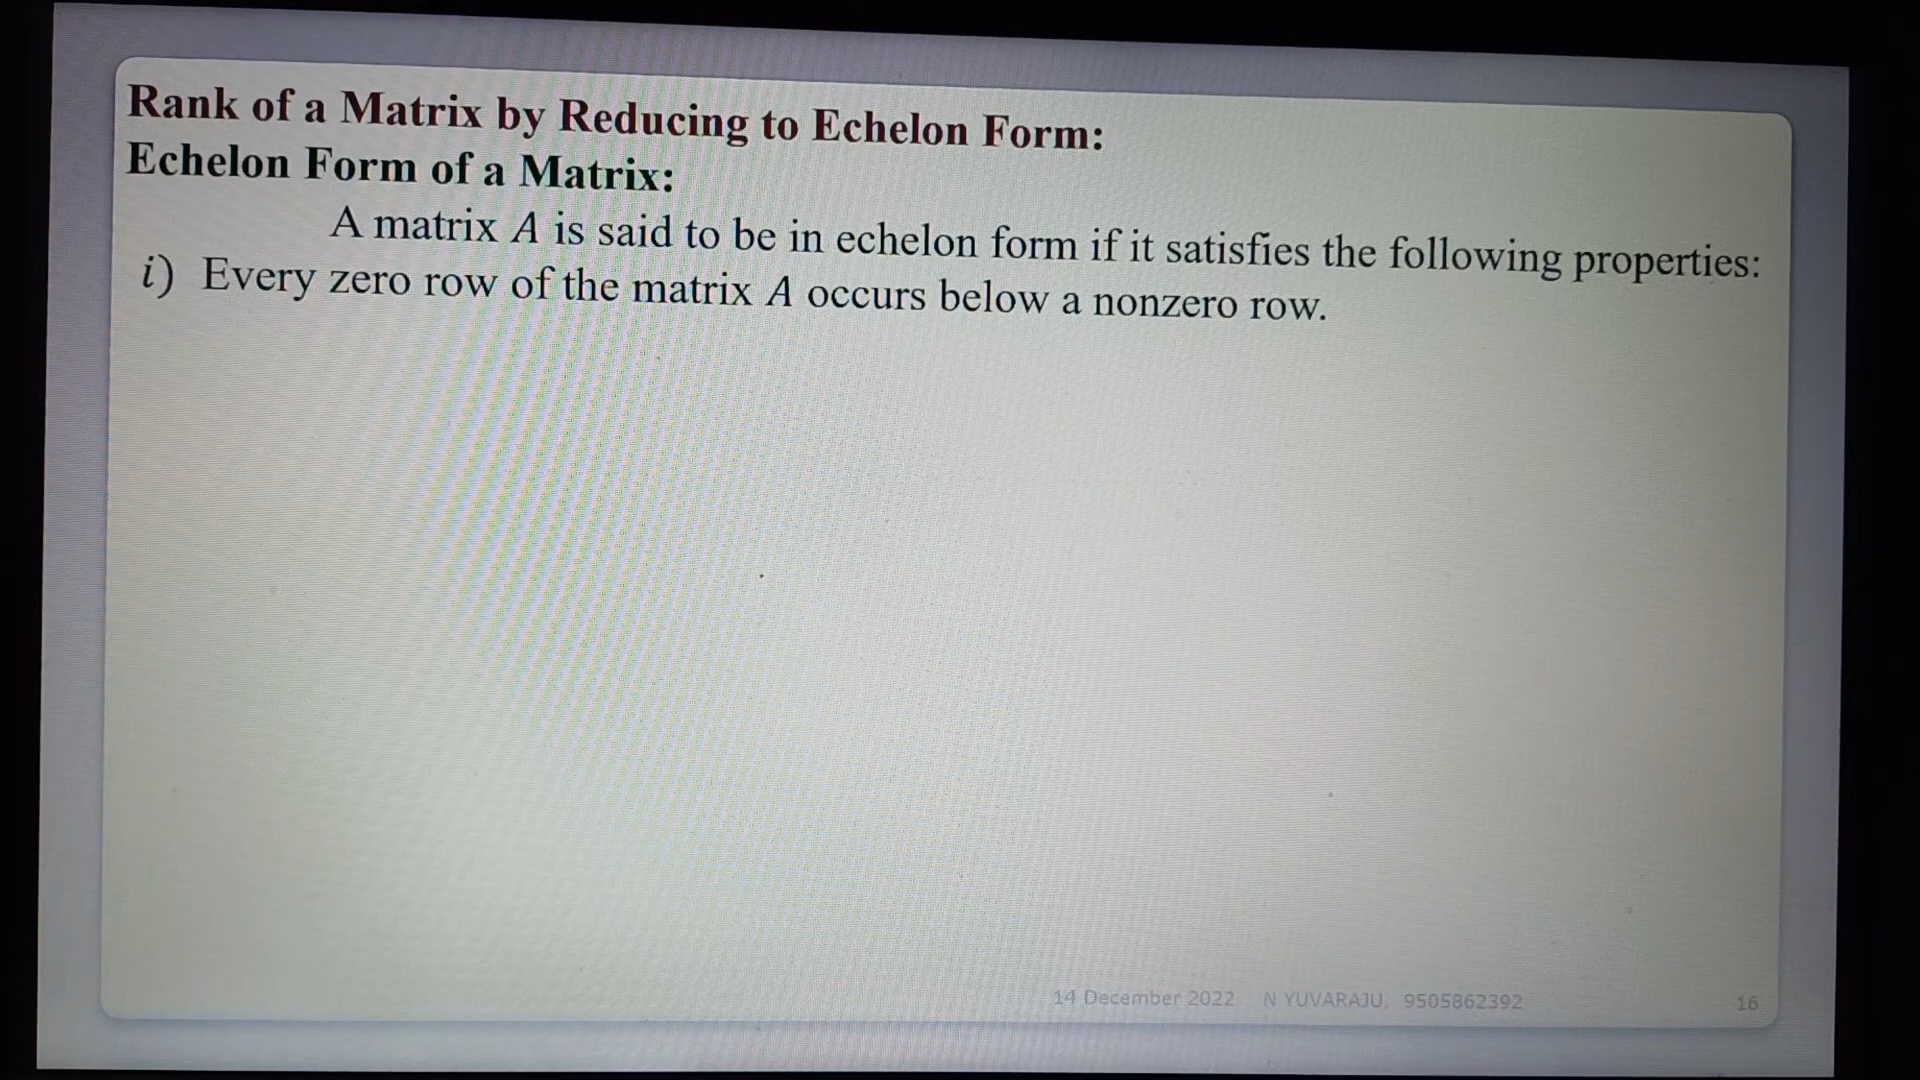 Rank of a Matrix by Reducing to Echelon Form:
Echelon Form of a Matrix:
A matrix A is said to be in echelon form if it satisfies the following properties:
i) Every zero row of the matrix A occurs below a nonzero row.
14 December 2022 N YUVARAJU, 9505862392 16